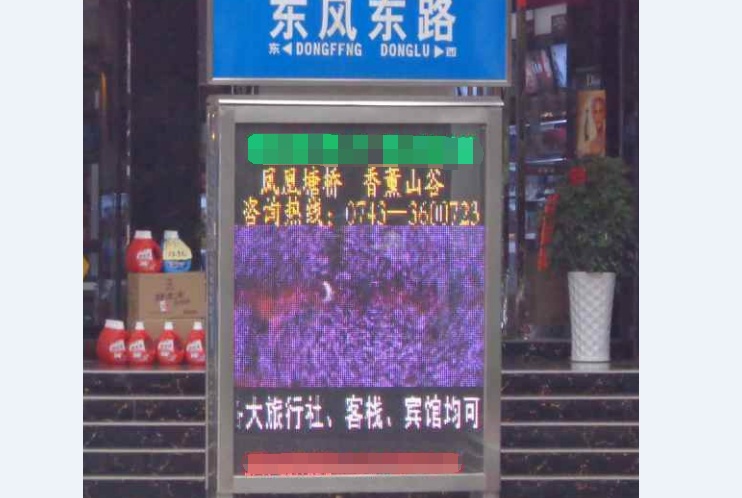 东风东路
东◀DONGFFNG DONGLU▶西
凤凰塘桥 香薰山谷
咨询热线：0743—3600723
大旅行社、客栈、宾馆均可
Dior